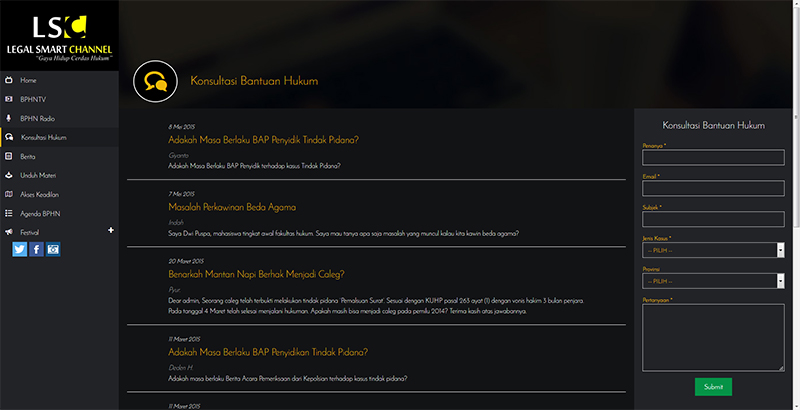 LSC
LEGAL SMART CHANNEL
"Gaya Hidup Cerdas Hukum"
Home
BPHNTV
BPHN Radio
Konsultasi Hukum
Berita
Unduh Materi
Akses Keadilan
Agenda BPHN
Festival
Konsultasi Bantuan Hukum
8 Mei 2015
Adakah Masa Berlaku BAP Penyidik Tindak Pidana?
Giyanto
Adakah Masa Berlaku BAP Penyidik terhadap kasus Tindak Pidana?
7 Mei 2015
Masalah Perkawinan Beda Agama
Indah
Saya Dwi Puspa, mahasiswa tingkat awal fakultas hukum. Saya mau tanya apa saja masalah yang muncul kalau kita kawin beda agama?
20 Maret 2015
Benarkah Mantan Napi Berhak Menjadi Caleg?
Piyur
Dear admin, Seorang caleg telah terbukti melakukan tindak pidana 'Pemalsuan Surat'. Sesuai dengan KUHP pasal 263 ayat (1) dengan vonis hakim 3 bulan penjara.
Pada tanggal 4 Maret telah selesai menjalani hukuman. Apakah masih bisa menjadi caleg pada pemilu 2014? Terima kasih atas jawabannya.
11 Maret 2015
Adakah Masa Berlaku BAP Penyidikan Tindak Pidana?
Deden H.
Adakah masa berlaku Berita Acara Pemeriksaan dari Kepolisian terhadap kasus tindak pidana?
11 Maret 2015
Konsultasi Bantuan Hukum
Penanya *
Email *
Subjek *
Jenis Kasus *
-- PILIH --
Provinsi
-- PILIH --
Pertanyaan *
Submit